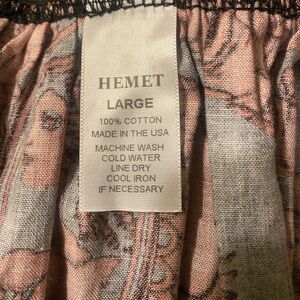 HEMET
LARGE
100% COTTON
MADE IN THE USA
MACHINE WASH
COLD WATER
LINE DRY
COOL IRON
IF NECESSARY